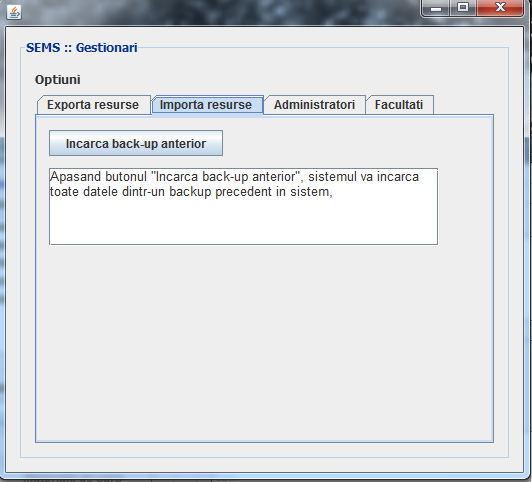 SEMS :: Gestionari
Optiuni
Exporta resurse
Importa resurse
Administratori
Facultati
Incarca back-up anterior
Apasand butonul "Incarca back-up anterior", sistemul va incarca
toate datele dintr-un backup precedent in sistem,